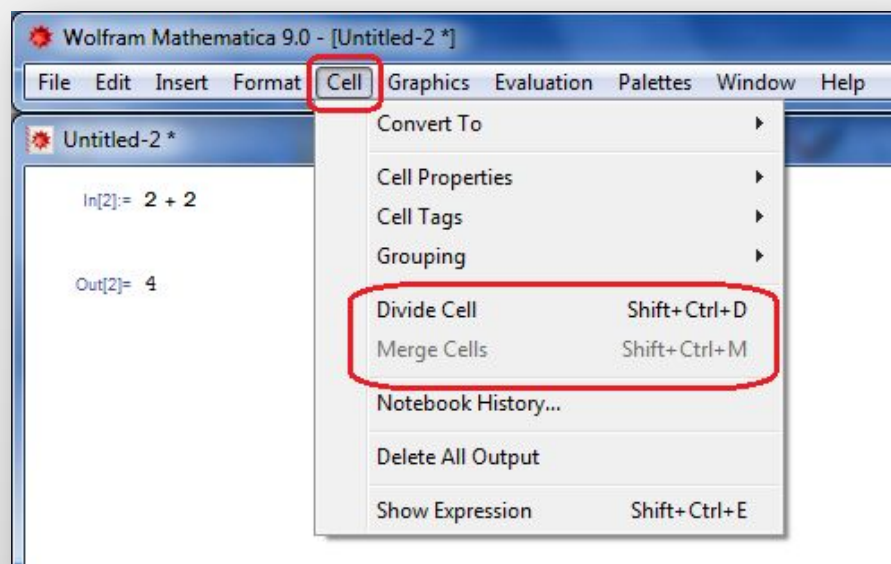 Wolfram Mathematica 9.0 - [Untitled-2 *]
File Edit Insert Format Cell Graphics Evaluation Palettes Window Help
Untitled-2 *
In[2]:= 2 + 2
Out[2]= 4
Convert To
Cell Properties
Cell Tags
Grouping
Divide Cell Shift+Ctrl+D
Merge Cells Shift+Ctrl+M
Notebook History...
Delete All Output
Show Expression Shift+Ctrl+E